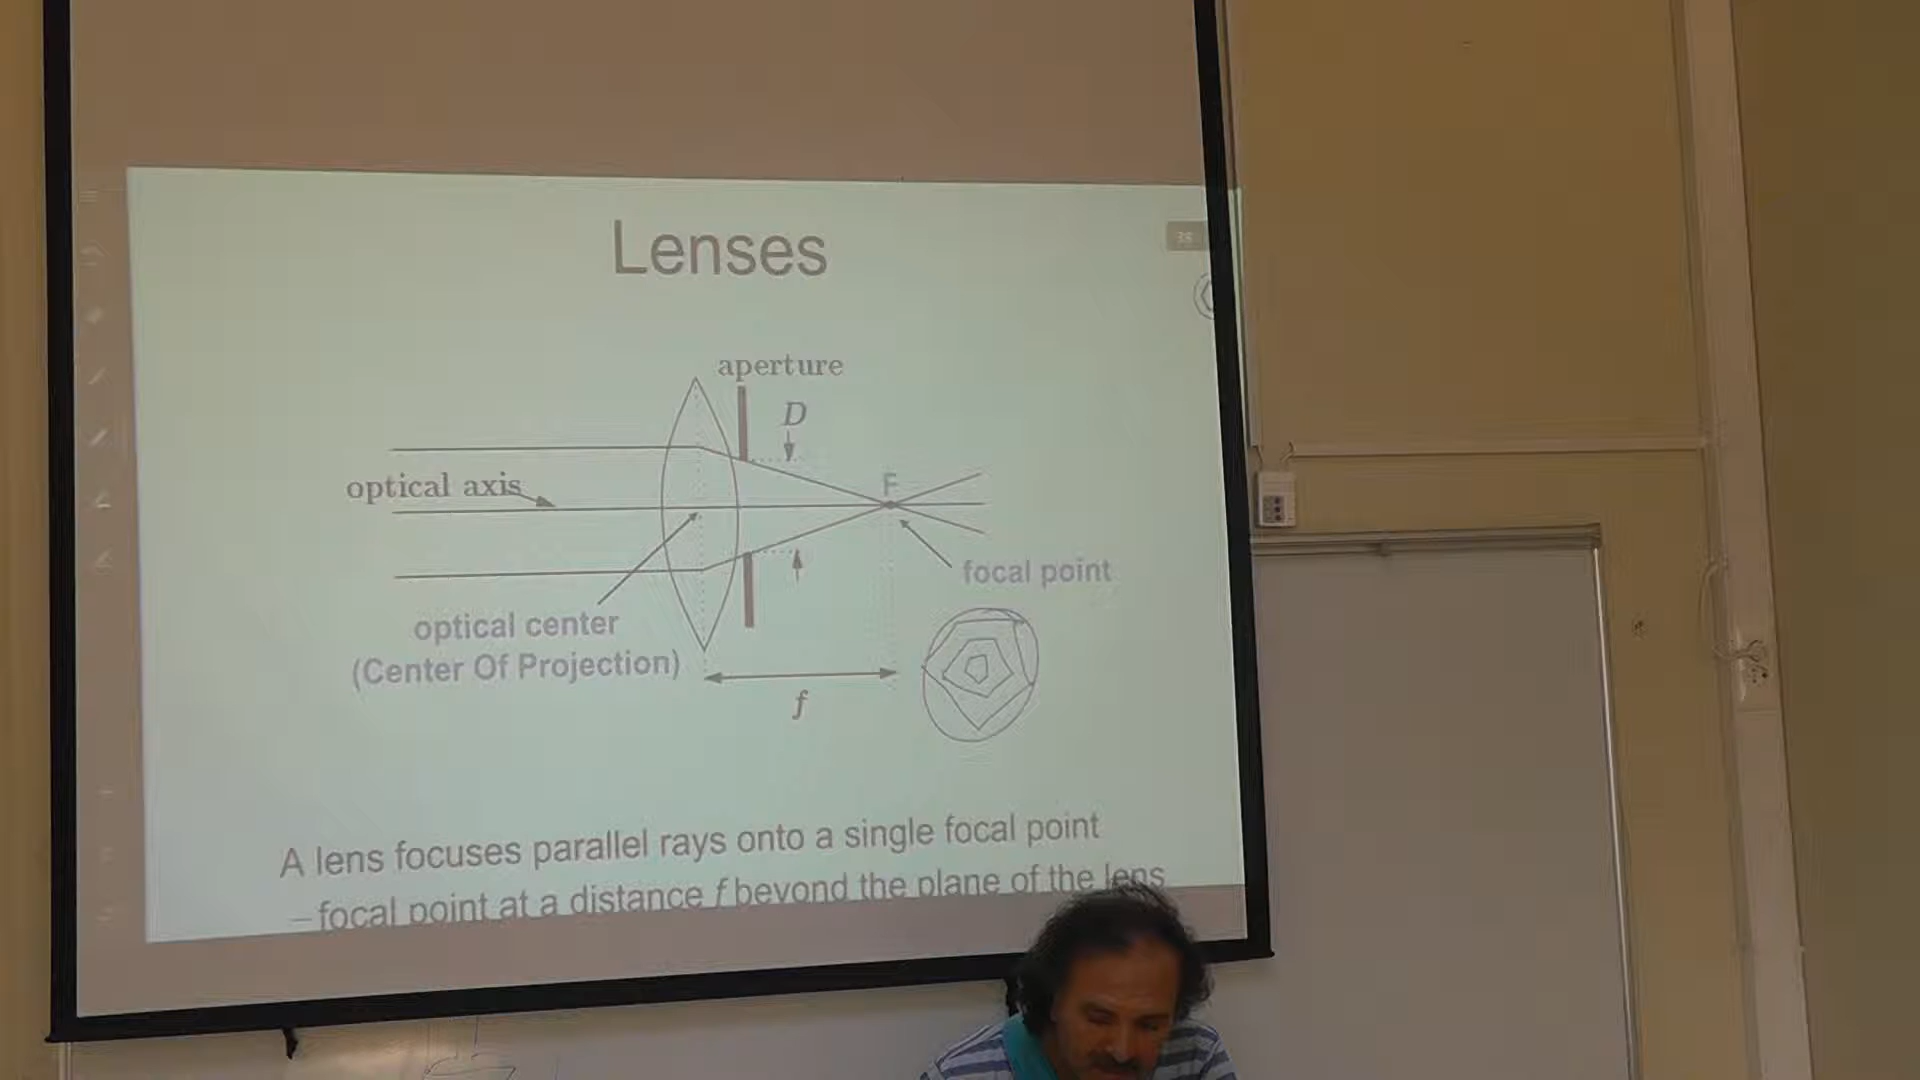 Lenses
38
aperture
D
optical axis
F
focal point
optical center
(Center Of Projection)
f
A lens focuses parallel rays onto a single focal point
– focal point at a distance f beyond the plane of the lens